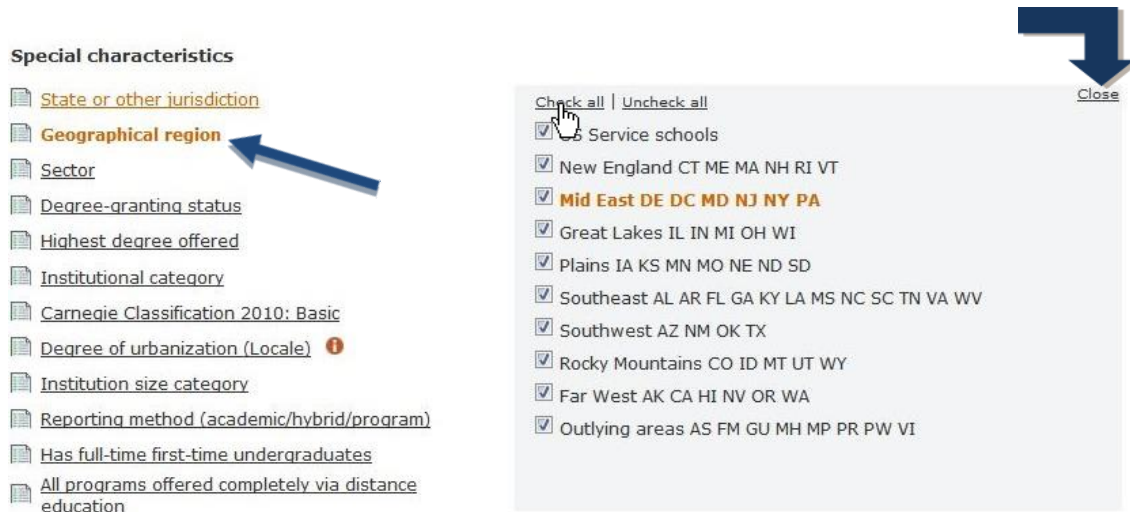 Special characteristics
State or other jurisdiction
Geographical region
Sector
Degree-granting status
Highest degree offered
Institutional category
Carnegie Classification 2010: Basic
Degree of urbanization (Locale)
Institution size category
Reporting method (academic/hybrid/program)
Has full-time first-time undergraduates
All programs offered completely via distance
education
Check all | Uncheck all
Close
US Service schools
New England CT ME MA NH RI VT
Mid East DE DC MD NJ NY PA
Great Lakes IL IN MI OH WI
Plains IA KS MN MO NE ND SD
Southeast AL AR FL GA KY LA MS NC SC TN VA WV
Southwest AZ NM OK TX
Rocky Mountains CO ID MT UT WY
Far West AK CA HI NV OR WA
Outlying areas AS FM GU MH MP PR PW VI